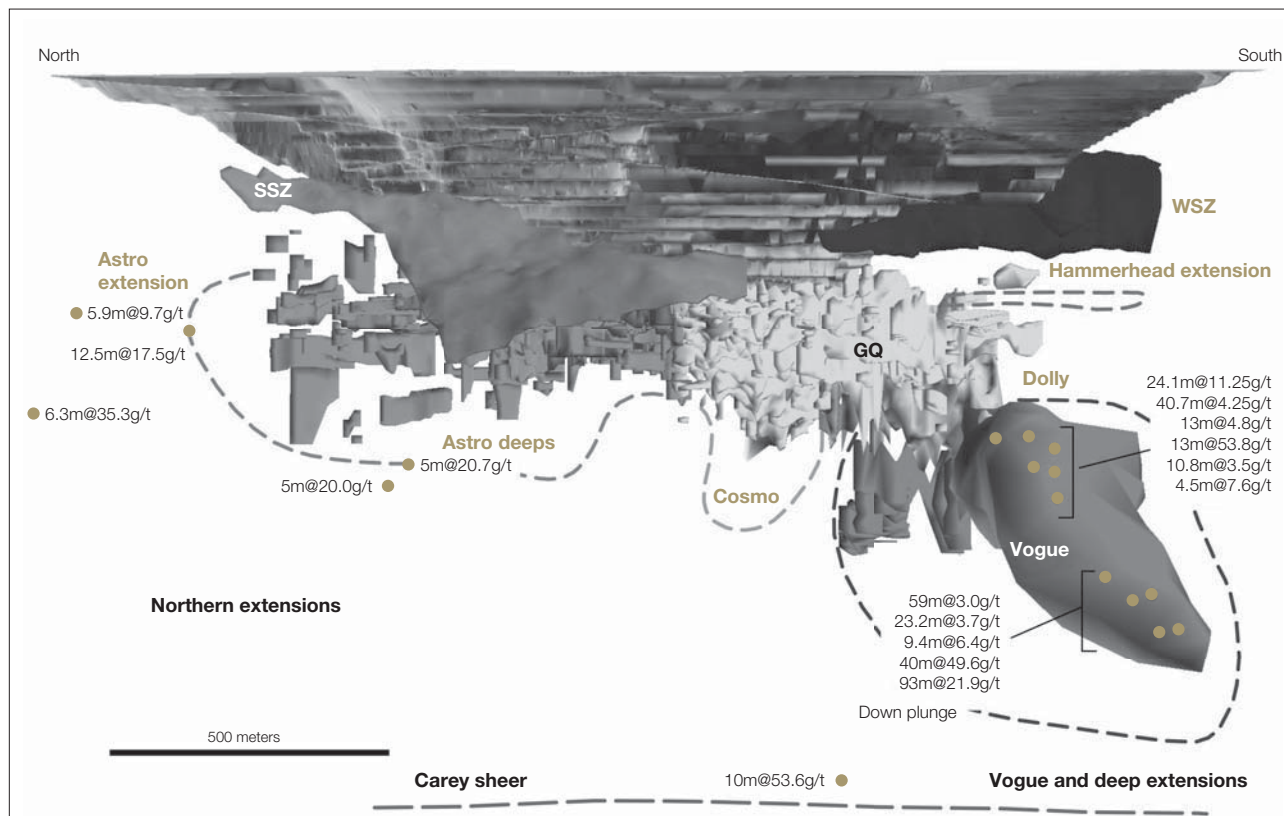 North
South
SSZ
WSZ
Astro
extension
Hammerhead extension
5.9m@9.7g/t
12.5m@17.5g/t
GQ
Dolly
24.1m@11.25g/t
40.7m@4.25g/t
13m@4.8g/t
13m@53.8g/t
10.8m@3.5g/t
4.5m@7.6g/t
6.3m@35.3g/t
Astro deeps
5m@20.7g/t
5m@20.0g/t
Cosmo
Vogue
Northern extensions
59m@3.0g/t
23.2m@3.7g/t
9.4m@6.4g/t
40m@49.6g/t
93m@21.9g/t
Down plunge
500 meters
Carey sheer
10m@53.6g/t
Vogue and deep extensions